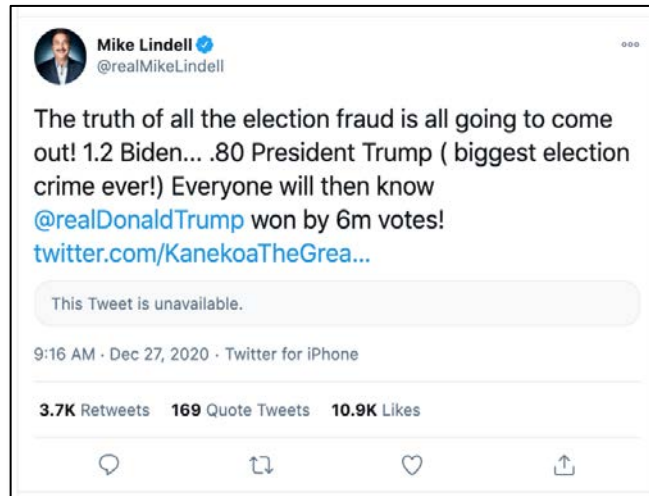 Mike Lindell
@realMikeLindell
The truth of all the election fraud is all going to come
out! 1.2 Biden... .80 President Trump ( biggest election
crime ever!) Everyone will then know
@realDonaldTrump won by 6m votes!
twitter.com/KanekoaTheGrea...
This Tweet is unavailable.
9:16 AM · Dec 27, 2020 · Twitter for iPhone
3.7K Retweets 169 Quote Tweets 10.9K Likes